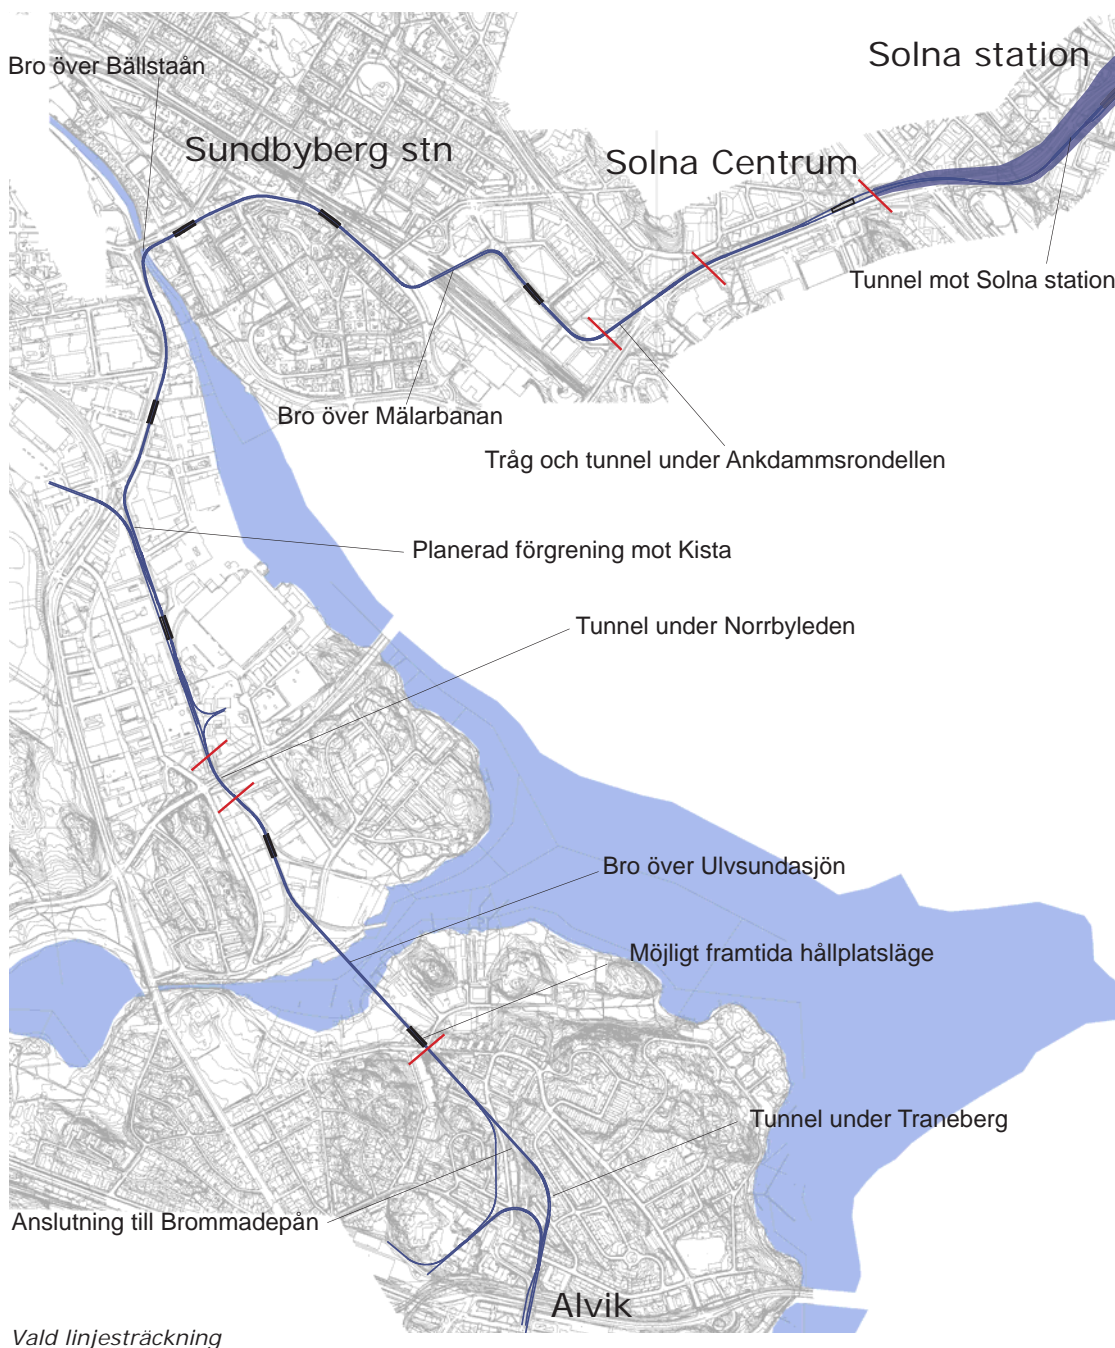 Solna station
Bro över Bällstaån
Sundbyberg stn
Solna Centrum
Tunnel mot Solna station
Bro över Mälarbanan
Tråg och tunnel under Ankdammsrondellen
Planerad förgrening mot Kista
Tunnel under Norrbyleden
Bro över Ulvsundasjön
Möjligt framtida hållplatsläge
Tunnel under Traneberg
Anslutning till Brommadepån
Alvik
Vald linjesträckning